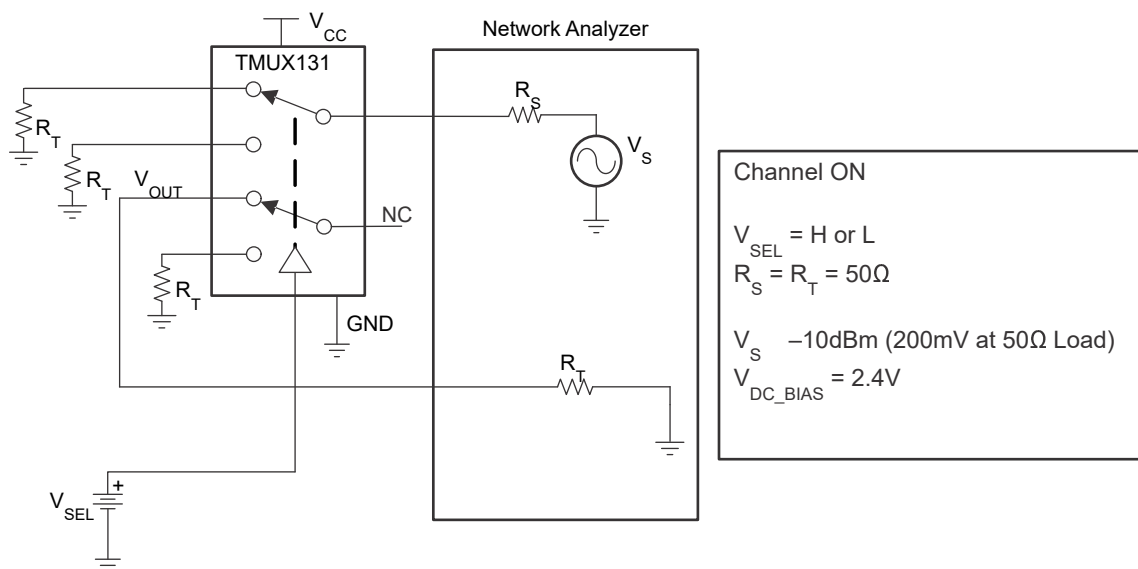 V_CC
Network Analyzer
TMUX131
R_S
R_T
V_S
R_T
V_OUT
NC
R_T
GND
R_T
V_SEL
+
Channel ON
V_SEL = H or L
R_S = R_T = 50Ω
V_S –10dBm (200mV at 50Ω Load)
V_DC_BIAS = 2.4V